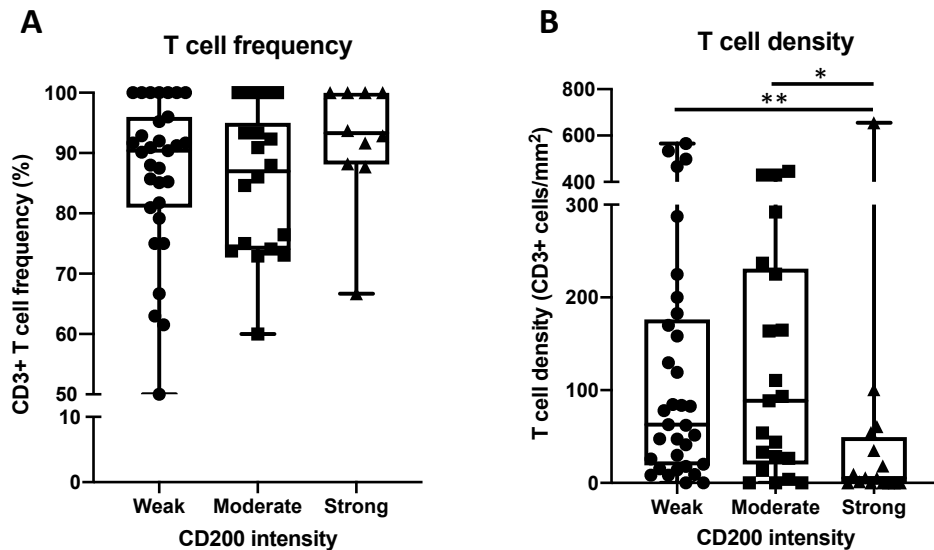 A
T cell frequency
CD3+ T cell frequency (%)
100
90
80
70
60
50
10
0
Weak Moderate Strong
CD200 intensity
B
T cell density
*
**
T cell density (CD3+ cells/mm²)
800
600
400
300
200
100
0
Weak Moderate Strong
CD200 intensity